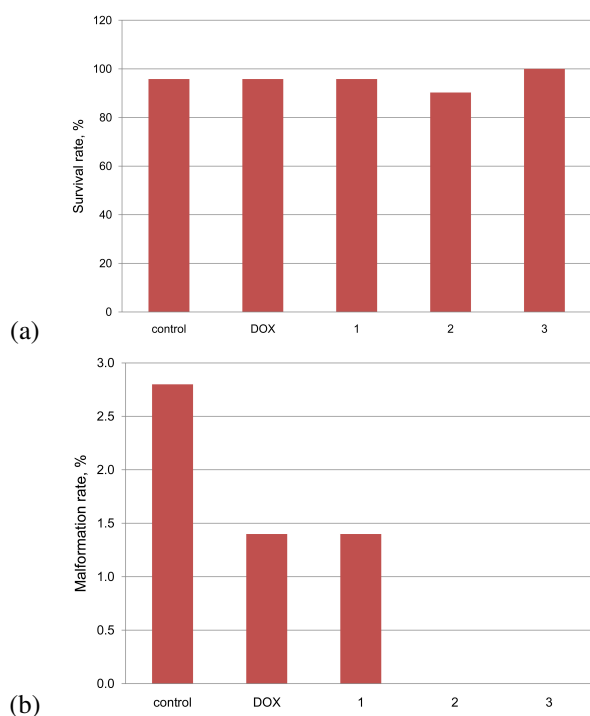 120
100
80
60
40
20
0
Survival rate, %
control DOX 1 2 3
(a)
3.0
2.5
2.0
1.5
1.0
0.5
0.0
Malformation rate, %
control DOX 1 2 3
(b)